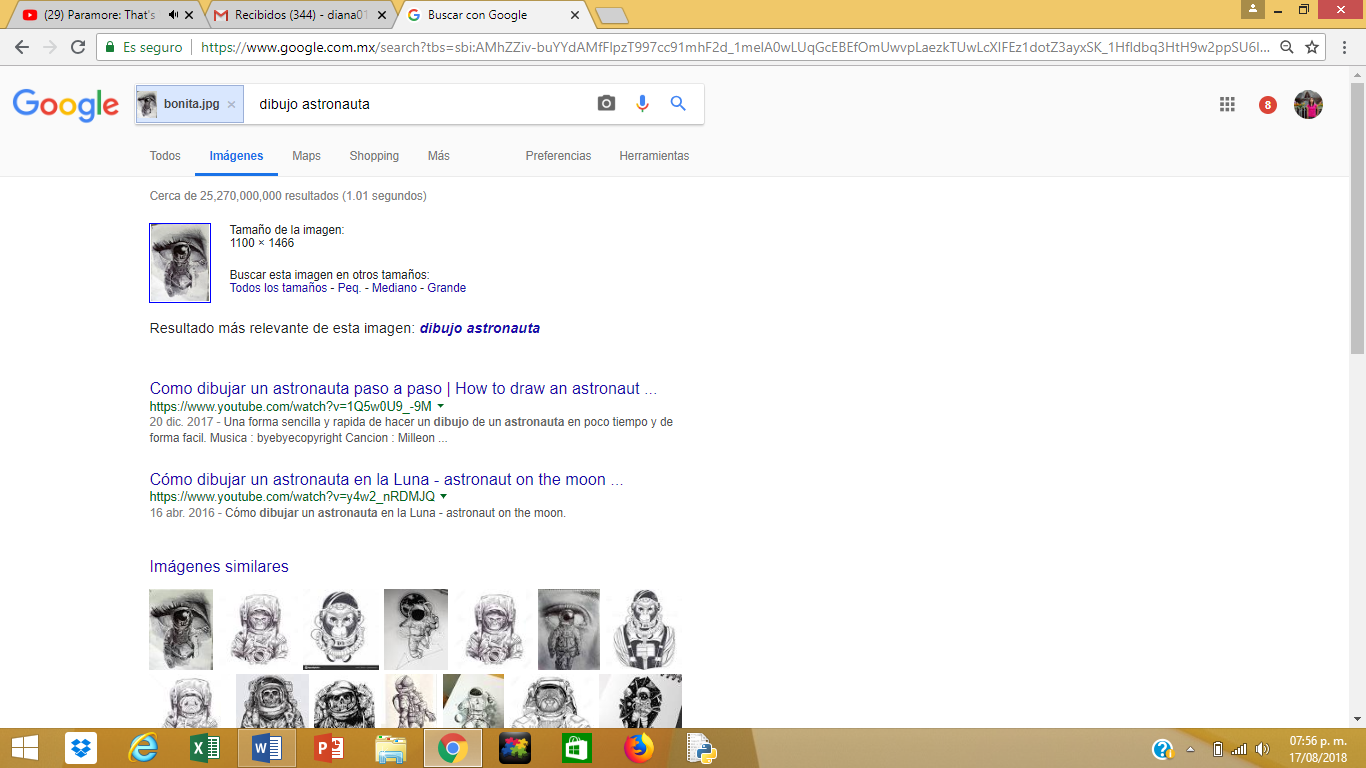 (29) Paramore: That's
Recibidos (344) - diana01
Buscar con Google
Es seguro
https://www.google.com.mx/search?tbs=sbi:AMhZZiv-buYYdAMfFlpzT997cc91mhF2d_1melA0wLUqGcEBEfOmUwvpLaezkTUwLcXlFEz1dotZ3ayxSK_1Hfldbq3HtH9w2ppSU6I...
Google
bonita.jpg
dibujo astronauta
8
Todos
Imágenes
Maps
Shopping
Más
Preferencias
Herramientas
Cerca de 25,270,000,000 resultados (1.01 segundos)
Tamaño de la imagen:
1100 × 1466
Buscar esta imagen en otros tamaños:
Todos los tamaños - Peq. - Mediano - Grande
Resultado más relevante de esta imagen: dibujo astronauta
Como dibujar un astronauta paso a paso | How to draw an astronaut ...
https://www.youtube.com/watch?v=1Q5w0U9_-9M
20 dic. 2017 - Una forma sencilla y rapida de hacer un dibujo de un astronauta en poco tiempo y de
forma facil. Musica : byebyecopyright Cancion : Milleon ...
Cómo dibujar un astronauta en la Luna - astronaut on the moon ...
https://www.youtube.com/watch?v=y4w2_nRDMJQ
16 abr. 2016 - Cómo dibujar un astronauta en la Luna - astronaut on the moon.
Imágenes similares
07:56 p. m.
17/08/2018